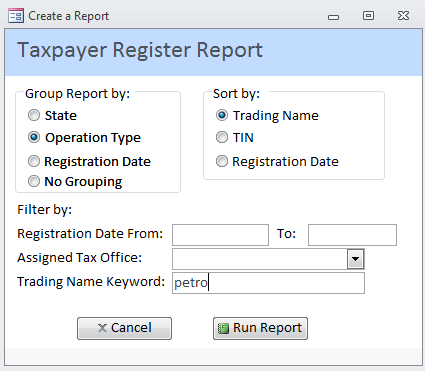 Create a Report
Taxpayer Register Report
Group Report by:
State
Operation Type
Registration Date
No Grouping
Sort by:
Trading Name
TIN
Registration Date
Filter by:
Registration Date From: To:
Assigned Tax Office:
Trading Name Keyword: petro
Cancel Run Report